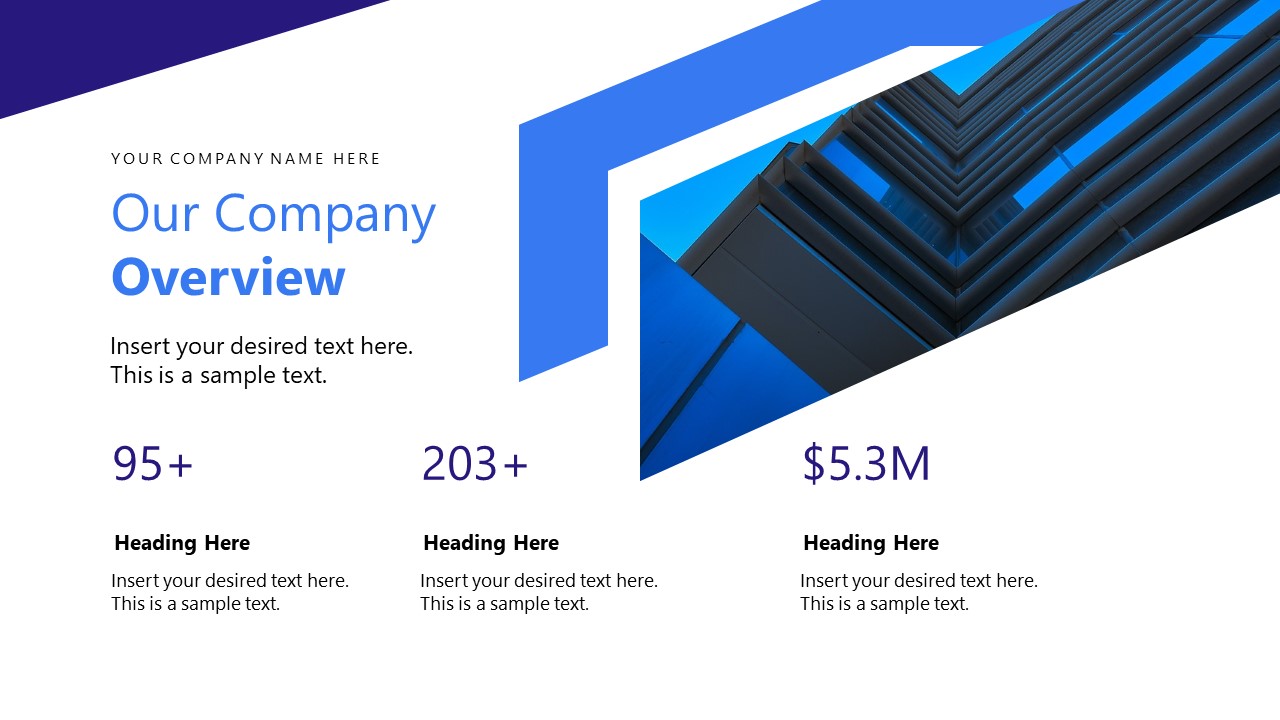 YOUR COMPANY NAME HERE
Our Company
Overview
Insert your desired text here.
This is a sample text.
95+
203+
$5.3M
Heading Here
Heading Here
Heading Here
Insert your desired text here.
This is a sample text.
Insert your desired text here.
This is a sample text.
Insert your desired text here.
This is a sample text.